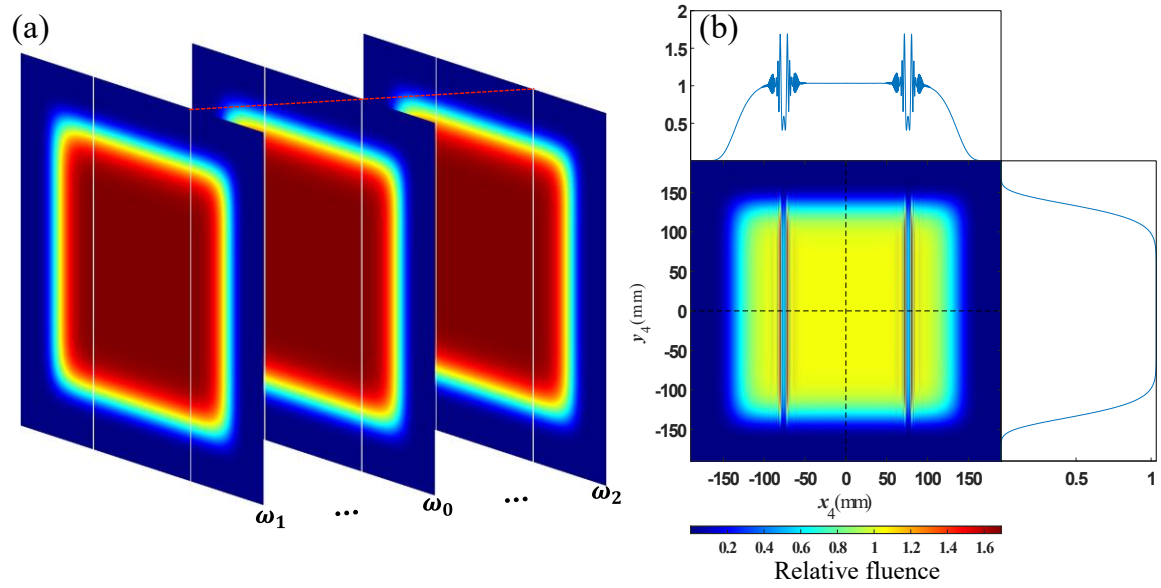 (a)
ω₁ ... ω₀ ... ω₂
(b)
2
1.5
1
0.5
150
100
50
0
-50
-100
-150
y₄(mm)
-150 -100 -50 0 50 100 150
x₄(mm)
0.5 1
0.2 0.4 0.6 0.8 1 1.2 1.4 1.6
Relative fluence